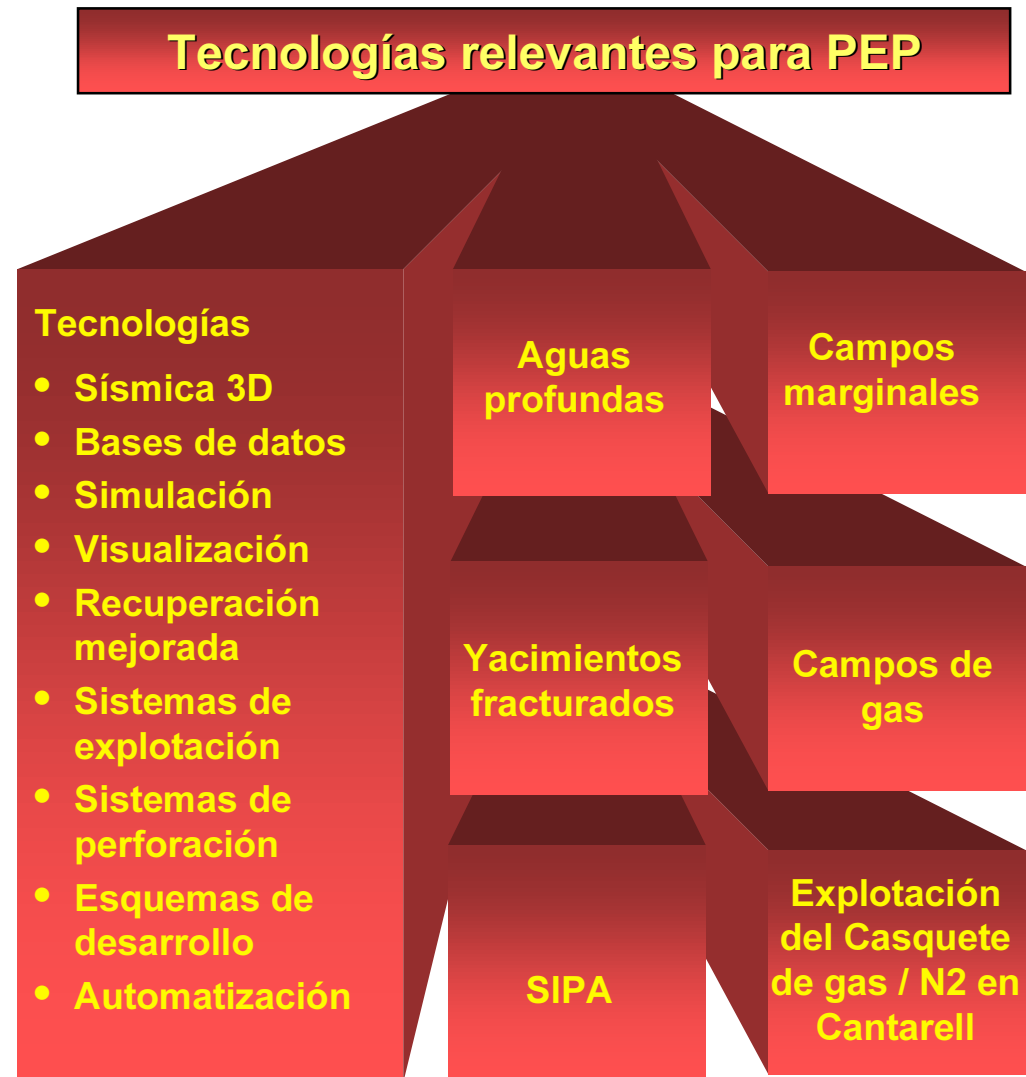 Tecnologías relevantes para PEP
Tecnologías
• Sísmica 3D
• Bases de datos
• Simulación
• Visualización
• Recuperación
mejorada
• Sistemas de
explotación
• Sistemas de
perforación
• Esquemas de
desarrollo
• Automatización
Aguas
profundas
Campos
marginales
Yacimientos
fracturados
Campos de
gas
SIPA
Explotación
del Casquete
de gas / N2 en
Cantarell